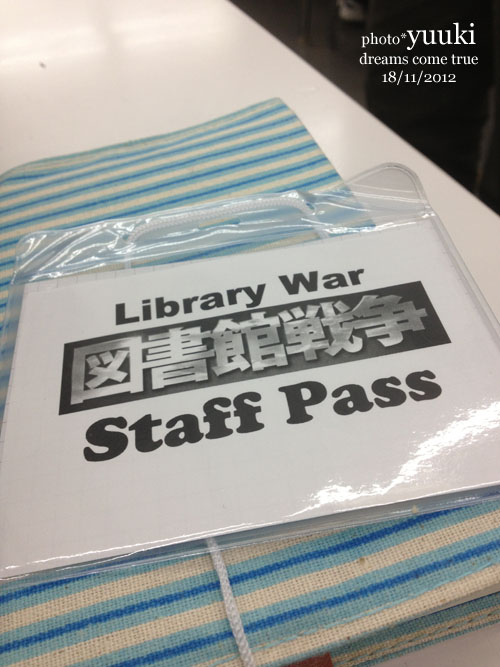 photo*yuuki
dreams come true
18/11/2012
Library War
図書館戦争
Staff Pass